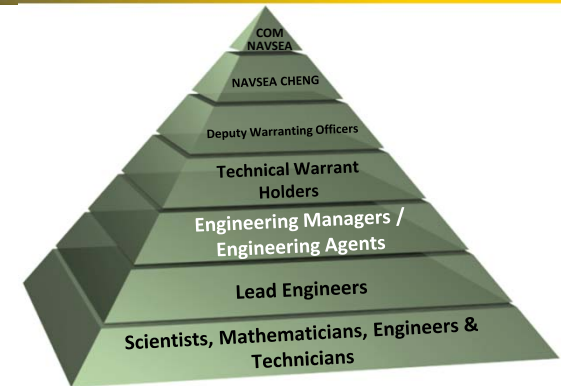 COM
NAVSEA
NAVSEA CHENG
Deputy Warranting Officers
Technical Warrant
Holders
Engineering Managers /
Engineering Agents
Lead Engineers
Scientists, Mathematicians, Engineers &
Technicians